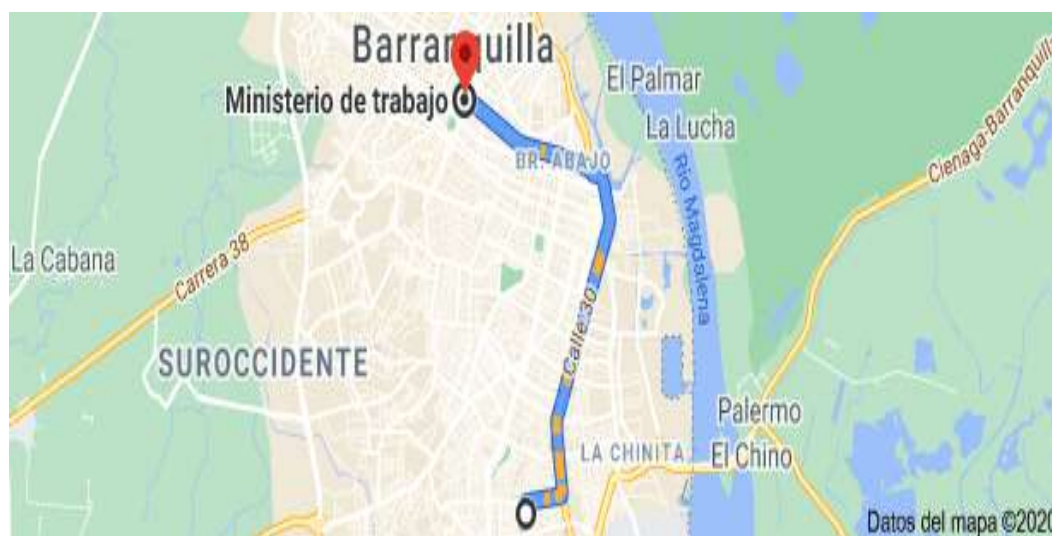 Barranquilla
Ministerio de trabajo
El Palmar
La Lucha
BR. ABAJO
Rio Magdalena
Cienaga-Barranquilla
La Cabana
Carrera 38
Calle 30
SUROCCIDENTE
Palermo
LA CHINITA
El Chino
Datos del mapa ©2020